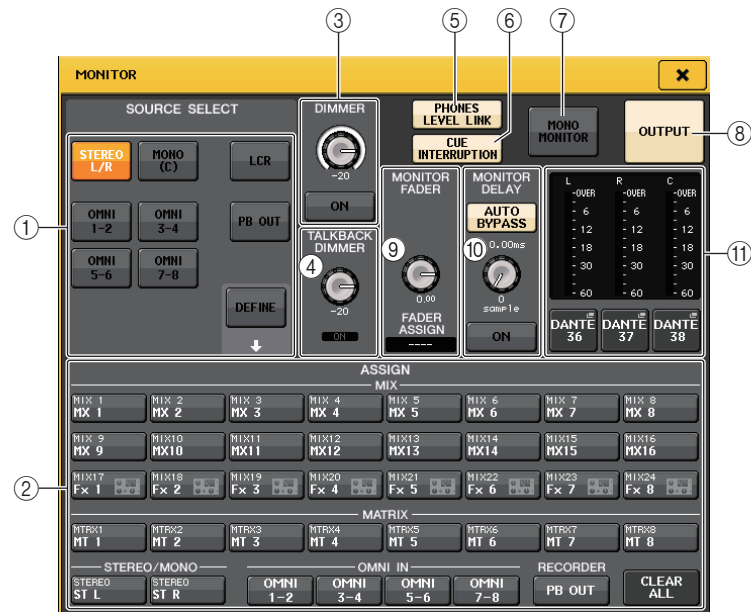 ③ ⑤ ⑥ ⑦
MONITOR
SOURCE SELECT
STEREO
L/R
MONO
(C)
LCR
OMNI
1-2
OMNI
3-4
PB OUT
OMNI
5-6
OMNI
7-8
DEFINE
①
DIMMER
-20
ON
TALKBACK
DIMMER
④
-20
ON
PHONES
LEVEL LINK
CUE
INTERRUPTION
MONO
MONITOR
OUTPUT
⑧
MONITOR
FADER
⑨
0.00
FADER
ASSIGN
----
MONITOR
DELAY
AUTO
BYPASS
0.00ms
⑩
0
sample
ON
L R C
-OVER -OVER -OVER
- 6 - 6 - 6
- 12 - 12 - 12
- 18 - 18 - 18
- 30 - 30 - 30
- 60 - 60 - 60
⑪
DANTE
36
DANTE
37
DANTE
38
ASSIGN
MIX
MIX 1 MIX 2 MIX 3 MIX 4 MIX 5 MIX 6 MIX 7 MIX 8
MX 1 MX 2 MX 3 MX 4 MX 5 MX 6 MX 7 MX 8
MIX 9 MIX10 MIX11 MIX12 MIX13 MIX14 MIX15 MIX16
MX 9 MX10 MX11 MX12 MX13 MX14 MX15 MX16
②
MIX17 MIX18 MIX19 MIX20 MIX21 MIX22 MIX23 MIX24
Fx 1 Fx 2 Fx 3 Fx 4 Fx 5 Fx 6 Fx 7 Fx 8
MATRIX
MTRX1 MTRX2 MTRX3 MTRX4 MTRX5 MTRX6 MTRX7 MTRX8
MT 1 MT 2 MT 3 MT 4 MT 5 MT 6 MT 7 MT 8
STEREO/MONO
STEREO STEREO
ST L ST R
OMNI IN
OMNI OMNI OMNI OMNI
1-2 3-4 5-6 7-8
RECORDER
PB OUT
CLEAR
ALL